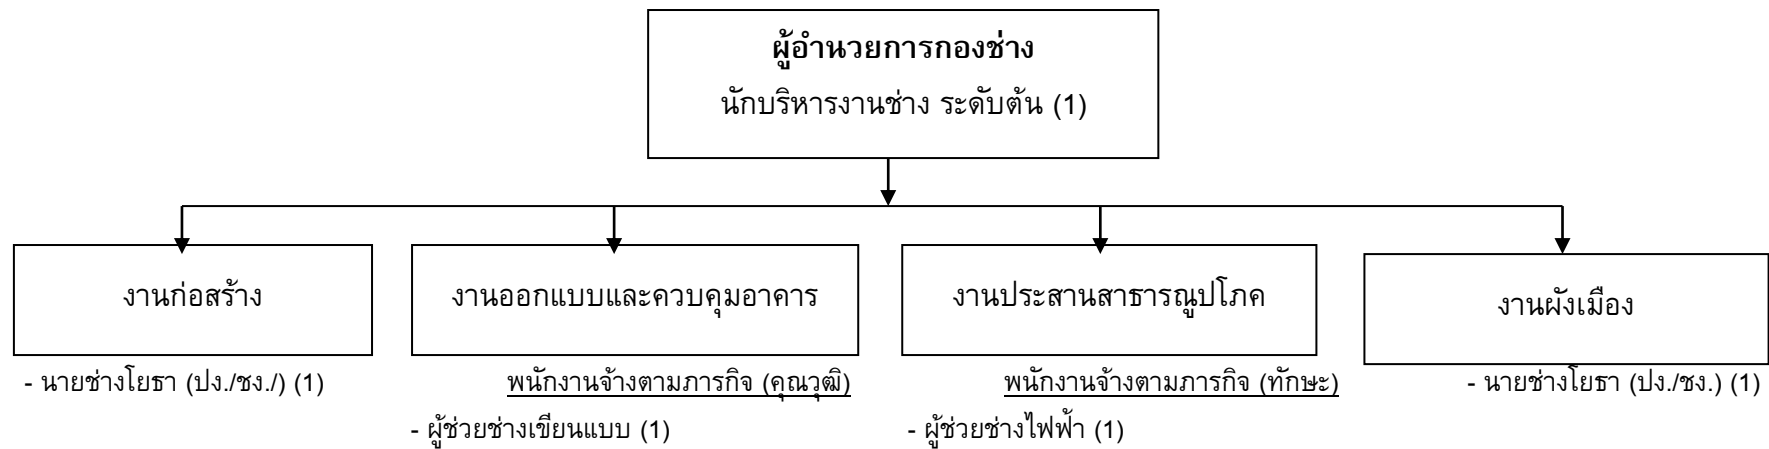 ผู้อำนวยการกองช่าง
นักบริหารงานช่าง ระดับต้น (1)
งานก่อสร้าง
งานออกแบบและควบคุมอาคาร
งานประสานสาธารณูปโภค
งานผังเมือง
- นายช่างโยธา (ปง./ชง./) (1)
พนักงานจ้างตามภารกิจ (คุณวุฒิ)
พนักงานจ้างตามภารกิจ (ทักษะ)
- นายช่างโยธา (ปง./ชง.) (1)
- ผู้ช่วยช่างเขียนแบบ (1)
- ผู้ช่วยช่างไฟฟ้า (1)